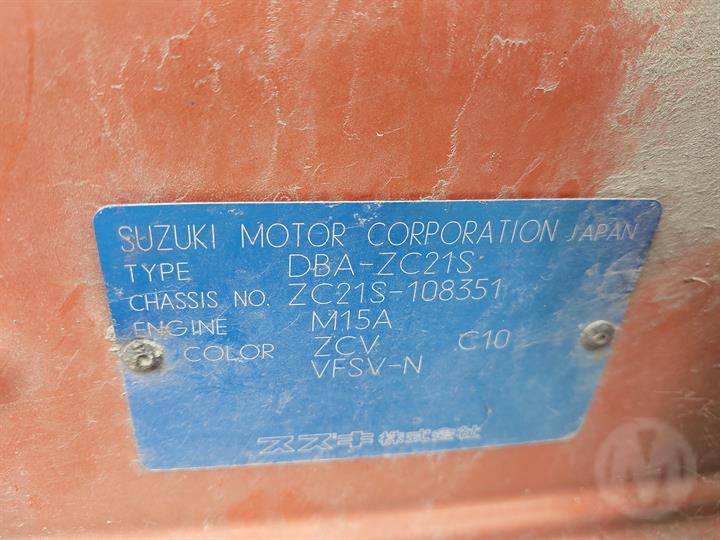 SUZUKI MOTOR CORPORATION JAPAN
TYPE DBA-ZC21S
CHASSIS NO. ZC21S-108351
ENGINE M15A
COLOR ZCV C10
VFSV-N
スズキ株式会社
M